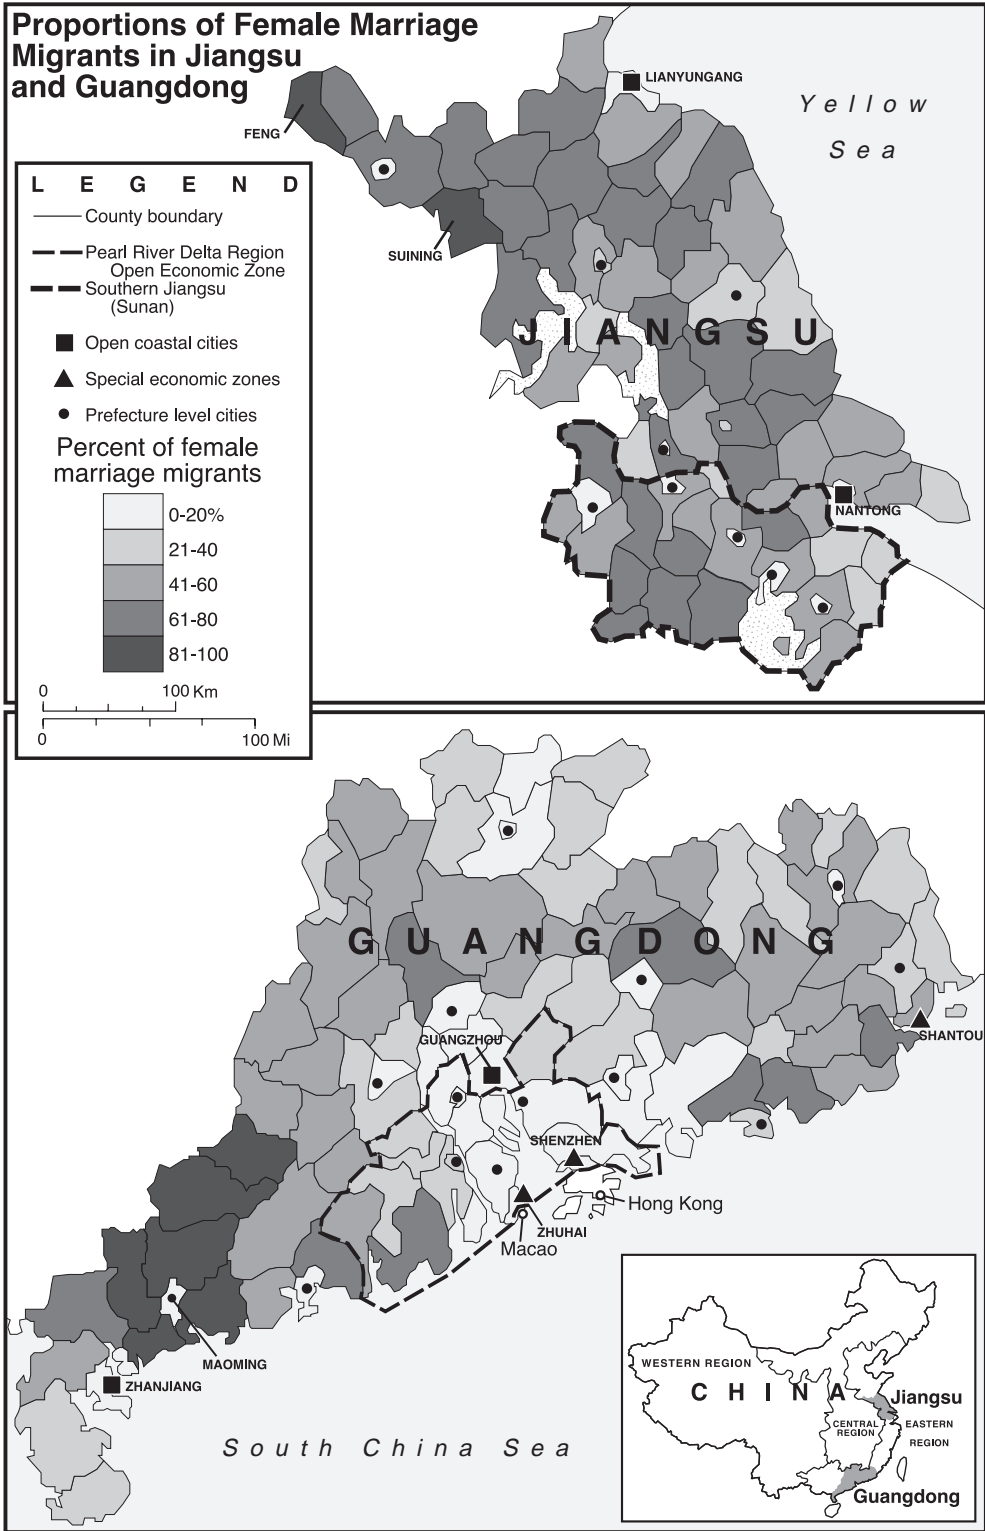 Proportions of Female Marriage
Migrants in Jiangsu
and Guangdong
LIANYUNGANG
Yellow
Sea
FENG
L E G E N D
County boundary
Pearl River Delta Region
Open Economic Zone
Southern Jiangsu
(Sunan)
Open coastal cities
Special economic zones
Prefecture level cities
Percent of female
marriage migrants
0-20%
21-40
41-60
61-80
81-100
0 100 Km
0 100 Mi
SUINING
J I A N G S U
NANTONG
G U A N G D O N G
GUANGZHOU
SHANTOU
SHENZHEN
Hong Kong
ZHUHAI
Macao
MAOMING
ZHANJIANG
South China Sea
WESTERN REGION
C H I N A
Jiangsu
CENTRAL
REGION
EASTERN
REGION
Guangdong